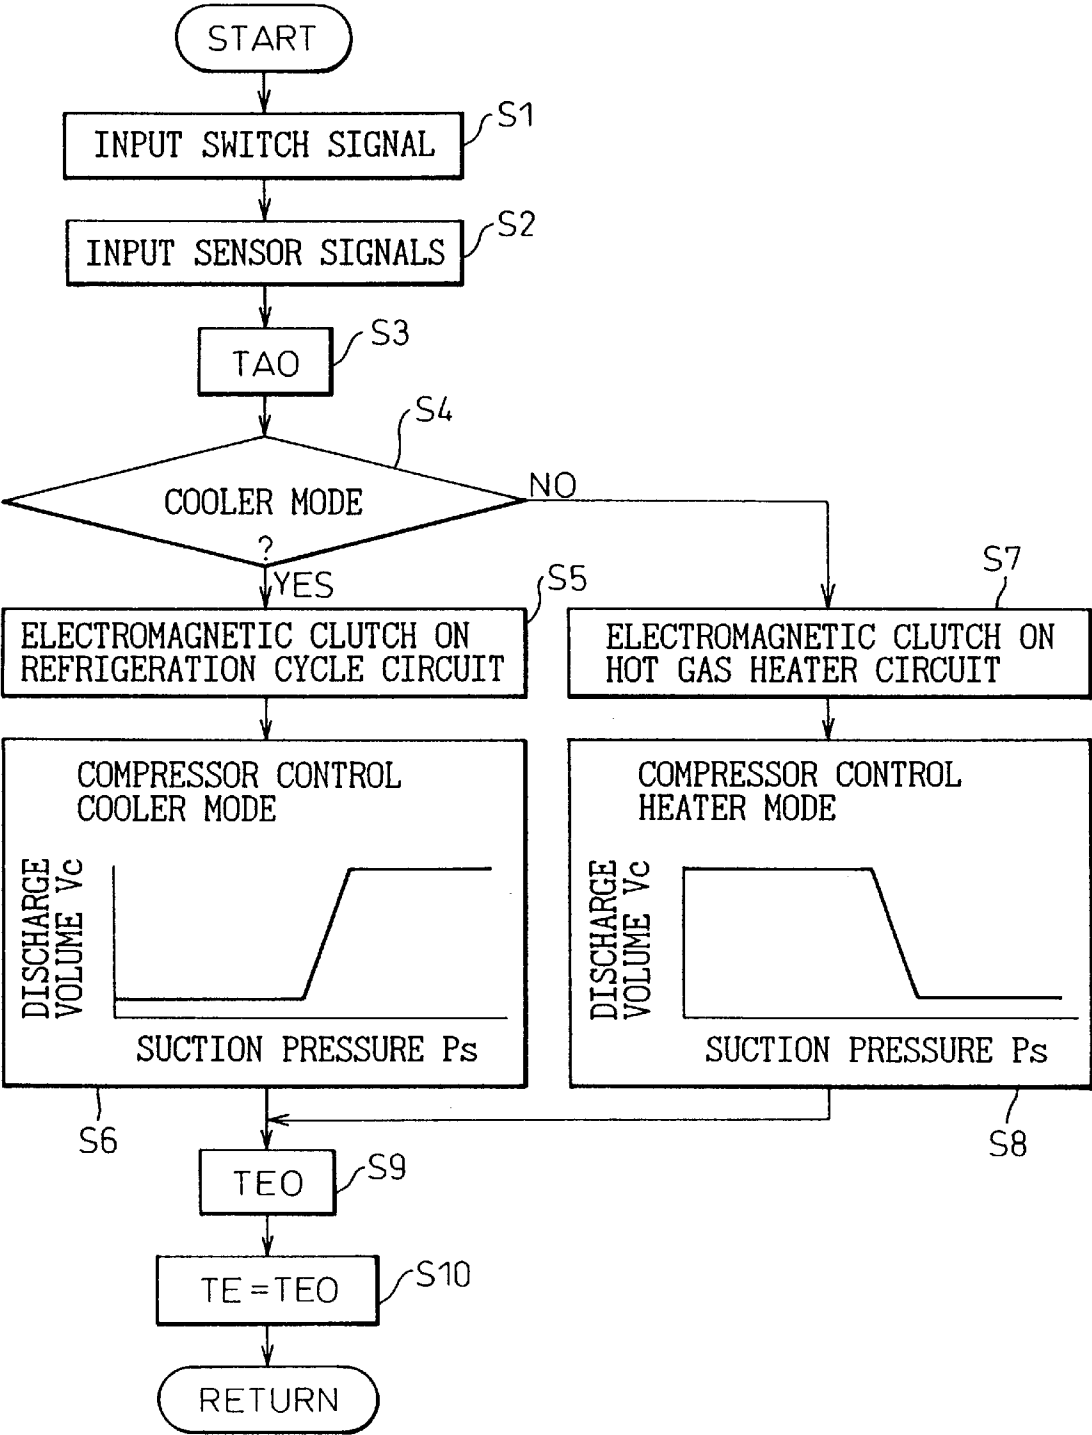 START
INPUT SWITCH SIGNAL
S1
INPUT SENSOR SIGNALS
S2
TAO
S3
COOLER MODE
?
S4
NO
YES
ELECTROMAGNETIC CLUTCH ON
REFRIGERATION CYCLE CIRCUIT
S5
ELECTROMAGNETIC CLUTCH ON
HOT GAS HEATER CIRCUIT
S7
COMPRESSOR CONTROL
COOLER MODE
DISCHARGE
VOLUME Vc
SUCTION PRESSURE Ps
S6
COMPRESSOR CONTROL
HEATER MODE
DISCHARGE
VOLUME Vc
SUCTION PRESSURE Ps
S8
TEO
S9
TE=TEO
S10
RETURN